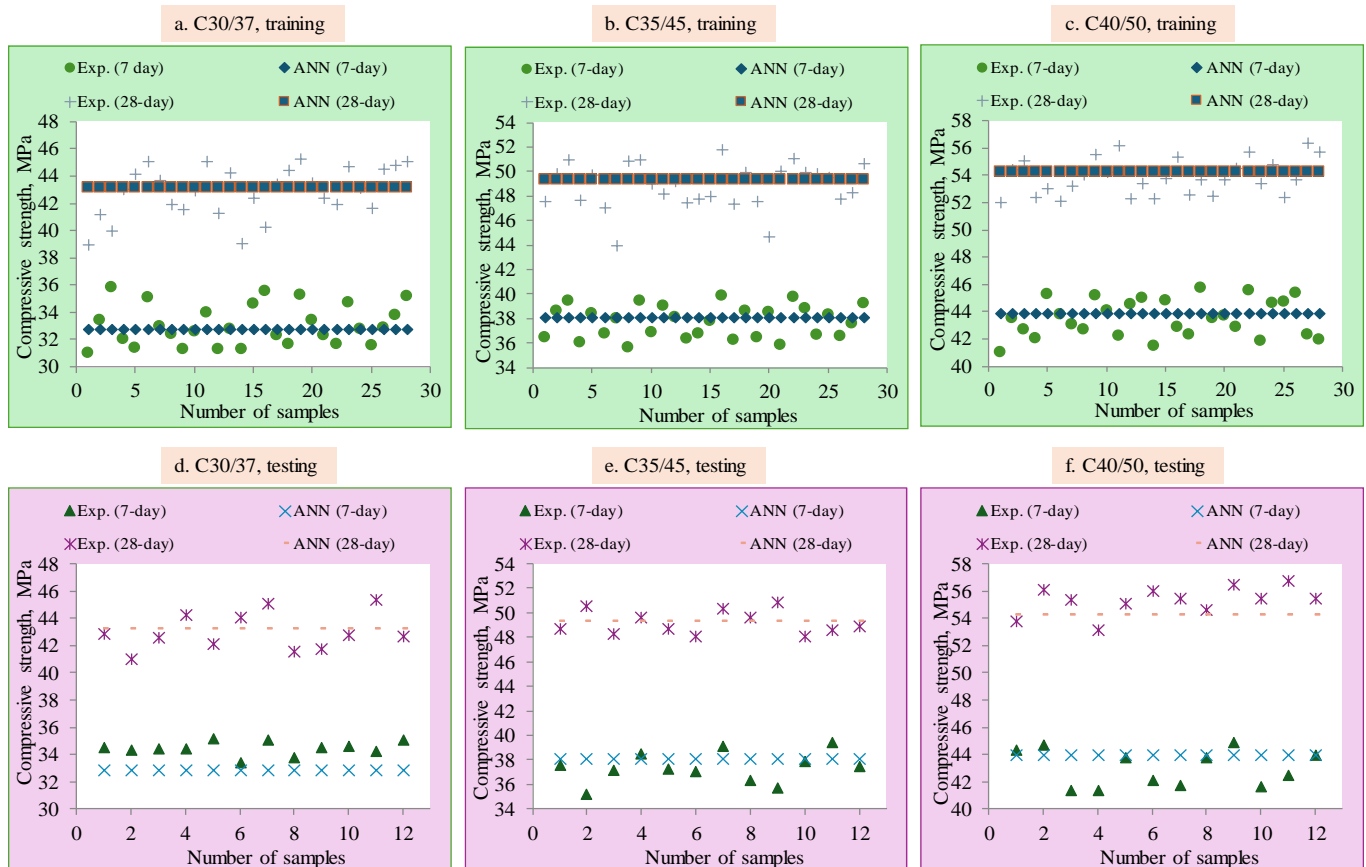 a. C30/37, training
b. C35/45, training
c. C40/50, training
Exp. (7 day)
ANN (7-day)
Exp. (28-day)
ANN (28-day)
Compressive strength, MPa
48
46
44
42
40
38
36
34
32
30
0
5
10
15
20
25
30
Number of samples
Exp. (7-day)
ANN (7-day)
Exp. (28-day)
ANN (28-day)
Compressive strength, MPa
54
52
50
48
46
44
42
40
38
36
34
0
5
10
15
20
25
30
Number of samples
Exp. (7-day)
ANN (7-day)
Exp. (28-day)
ANN (28-day)
Compressive strength, MPa
58
56
54
52
50
48
46
44
42
40
0
5
10
15
20
25
30
Number of samples
d. C30/37, testing
e. C35/45, testing
f. C40/50, testing
Exp. (7-day)
ANN (7-day)
Exp. (28-day)
ANN (28-day)
Compressive strength, MPa
48
46
44
42
40
38
36
34
32
30
0
2
4
6
8
10
12
Number of samples
Exp. (7-day)
ANN (7-day)
Exp. (28-day)
ANN (28-day)
Compressive strength, MPa
54
52
50
48
46
44
42
40
38
36
34
0
2
4
6
8
10
12
Number of samples
Exp. (7-day)
ANN (7-day)
Exp. (28-day)
ANN (28-day)
Compressive strength, MPa
58
56
54
52
50
48
46
44
42
40
0
2
4
6
8
10
12
Number of samples